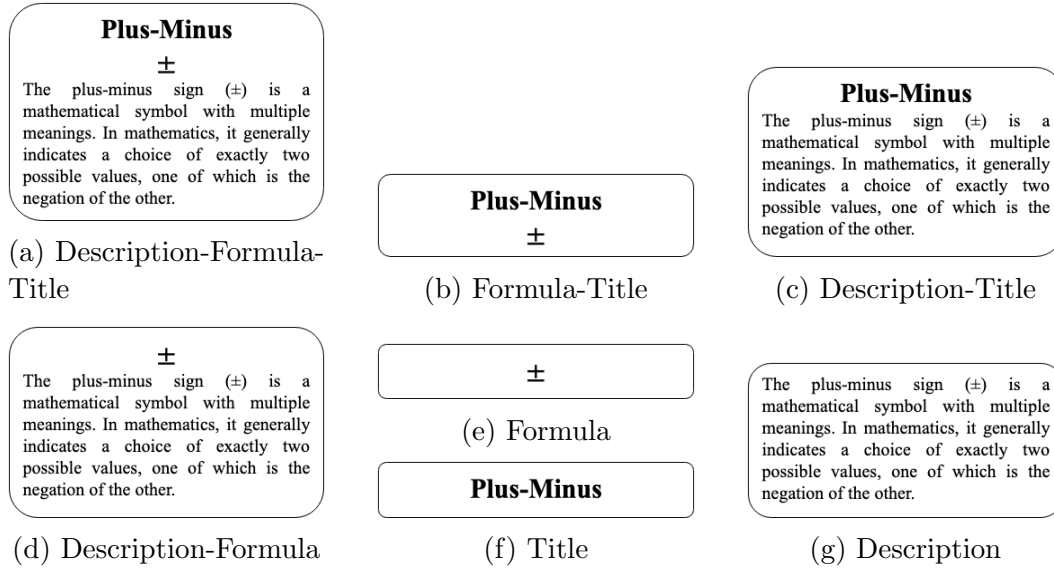 Plus-Minus
±
The plus-minus sign (±) is a
mathematical symbol with multiple
meanings. In mathematics, it generally
indicates a choice of exactly two
possible values, one of which is the
negation of the other.
(a) Description-Formula-
Title
Plus-Minus
±
(b) Formula-Title
Plus-Minus
The plus-minus sign (±) is a
mathematical symbol with multiple
meanings. In mathematics, it generally
indicates a choice of exactly two
possible values, one of which is the
negation of the other.
(c) Description-Title
±
The plus-minus sign (±) is a
mathematical symbol with multiple
meanings. In mathematics, it generally
indicates a choice of exactly two
possible values, one of which is the
negation of the other.
(d) Description-Formula
±
(e) Formula
Plus-Minus
(f) Title
The plus-minus sign (±) is a
mathematical symbol with multiple
meanings. In mathematics, it generally
indicates a choice of exactly two
possible values, one of which is the
negation of the other.
(g) Description